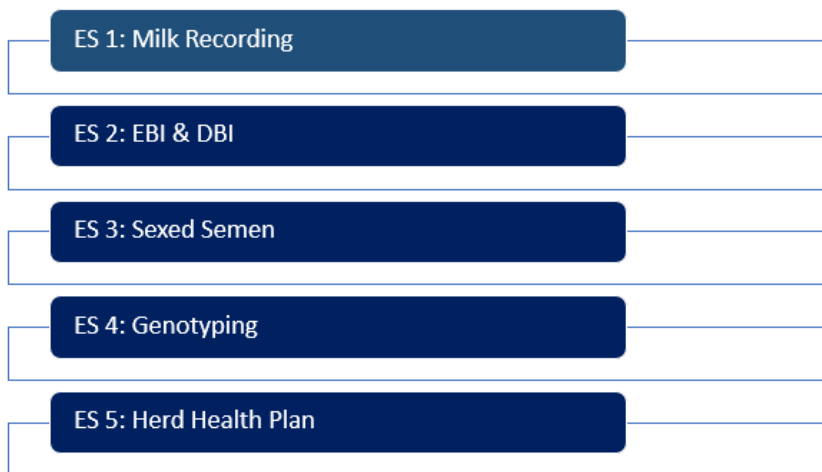 ES 1: Milk Recording
ES 2: EBI & DBI
ES 3: Sexed Semen
ES 4: Genotyping
ES 5: Herd Health Plan